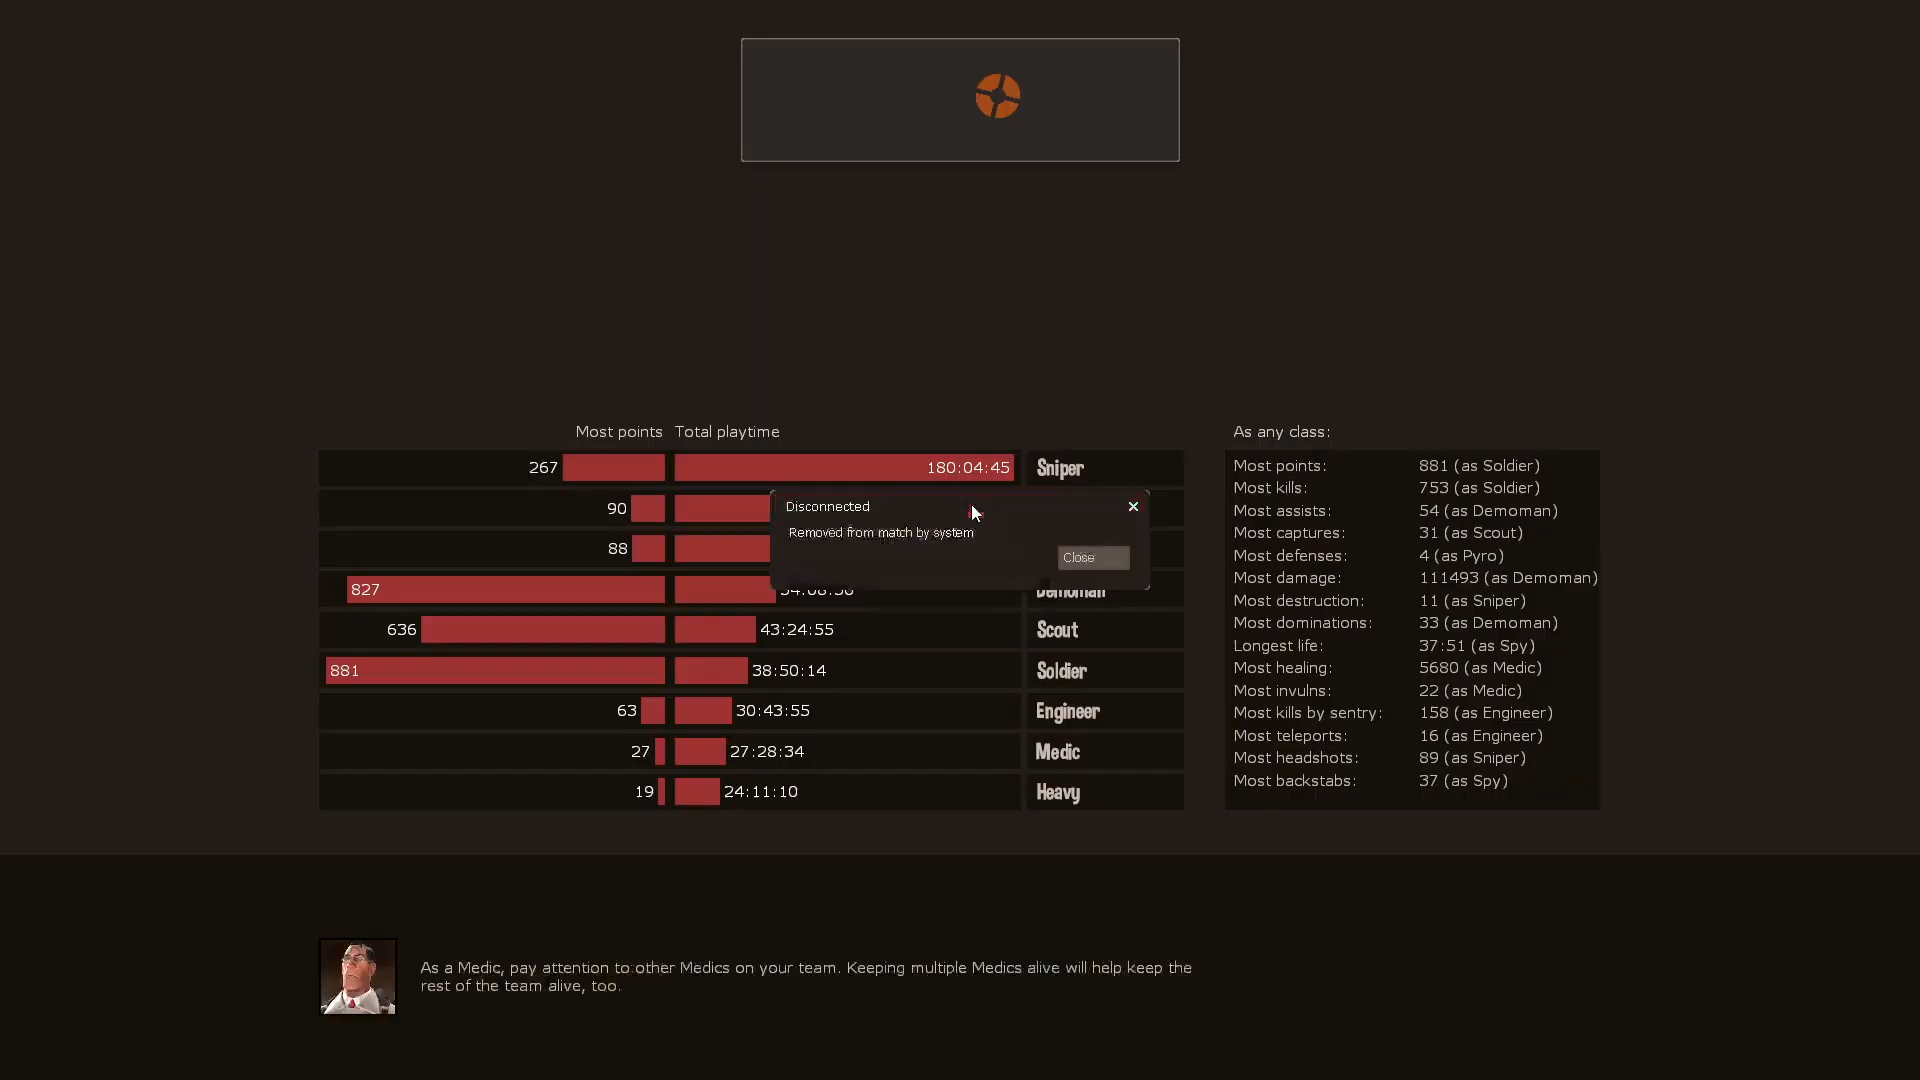 Most points Total playtime
As any class:
267 180:04:45 Sniper
90
88
827
636 43:24:55 Scout
881 38:50:14 Soldier
63 30:43:55 Engineer
27 27:28:34 Medic
19 24:11:10 Heavy
Disconnected
Removed from match by system
Close
Demoman
Most points: 881 (as Soldier)
Most kills: 753 (as Soldier)
Most assists: 54 (as Demoman)
Most captures: 31 (as Scout)
Most defenses: 4 (as Pyro)
Most damage: 111493 (as Demoman)
Most destruction: 11 (as Sniper)
Most dominations: 33 (as Demoman)
Longest life: 37:51 (as Spy)
Most healing: 5680 (as Medic)
Most invulns: 22 (as Medic)
Most kills by sentry: 158 (as Engineer)
Most teleports: 16 (as Engineer)
Most headshots: 89 (as Sniper)
Most backstabs: 37 (as Spy)
As a Medic, pay attention to other Medics on your team. Keeping multiple Medics alive will help keep the
rest of the team alive, too.